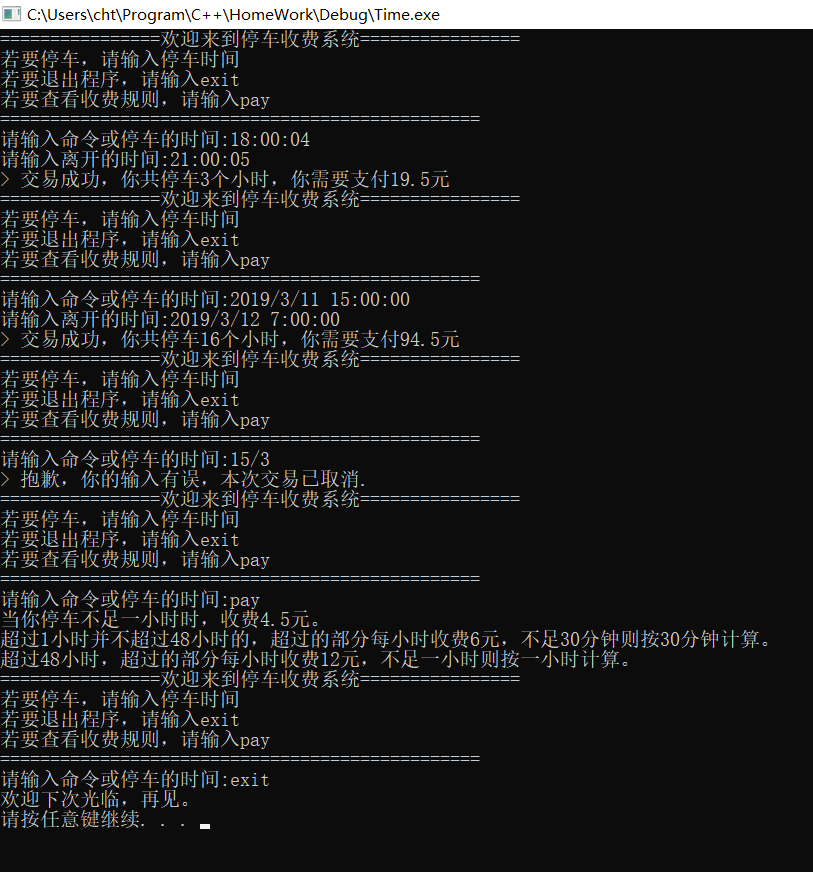 C:\Users\cht\Program\C++\HomeWork\Debug\Time.exe
================欢迎来到停车收费系统================
若要停车，请输入停车时间
若要退出程序，请输入exit
若要查看收费规则，请输入pay
================================================
请输入命令或停车的时间:18:00:04
请输入离开的时间:21:00:05
> 交易成功，你共停车3个小时，你需要支付19.5元
================欢迎来到停车收费系统================
若要停车，请输入停车时间
若要退出程序，请输入exit
若要查看收费规则，请输入pay
================================================
请输入命令或停车的时间:2019/3/11 15:00:00
请输入离开的时间:2019/3/12 7:00:00
> 交易成功，你共停车16个小时，你需要支付94.5元
================欢迎来到停车收费系统================
若要停车，请输入停车时间
若要退出程序，请输入exit
若要查看收费规则，请输入pay
================================================
请输入命令或停车的时间:15/3
> 抱歉，你的输入有误，本次交易已取消.
================欢迎来到停车收费系统================
若要停车，请输入停车时间
若要退出程序，请输入exit
若要查看收费规则，请输入pay
================================================
请输入命令或停车的时间:pay
当你停车不足一小时时，收费4.5元。
超过1小时并不超过48小时的，超过的部分每小时收费6元，不足30分钟则按30分钟计算。
超过48小时，超过的部分每小时收费12元，不足一小时则按一小时计算。
================欢迎来到停车收费系统================
若要停车，请输入停车时间
若要退出程序，请输入exit
若要查看收费规则，请输入pay
================================================
请输入命令或停车的时间:exit
欢迎下次光临，再见。
请按任意键继续. . .